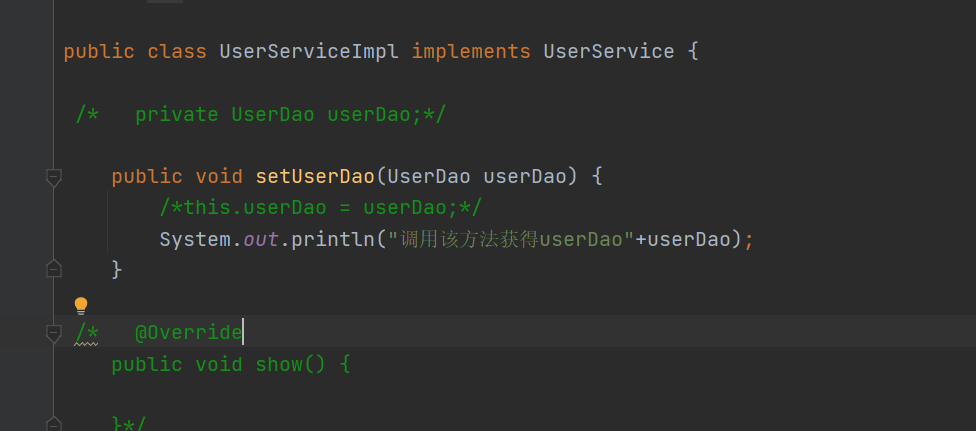 public class UserServiceImpl implements UserService {
/*   private UserDao userDao;*/
public void setUserDao(UserDao userDao) {
/*this.userDao = userDao;*/
System.out.println("调用该方法获得userDao"+userDao);
}
/*   @Override
public void show() {
}*/